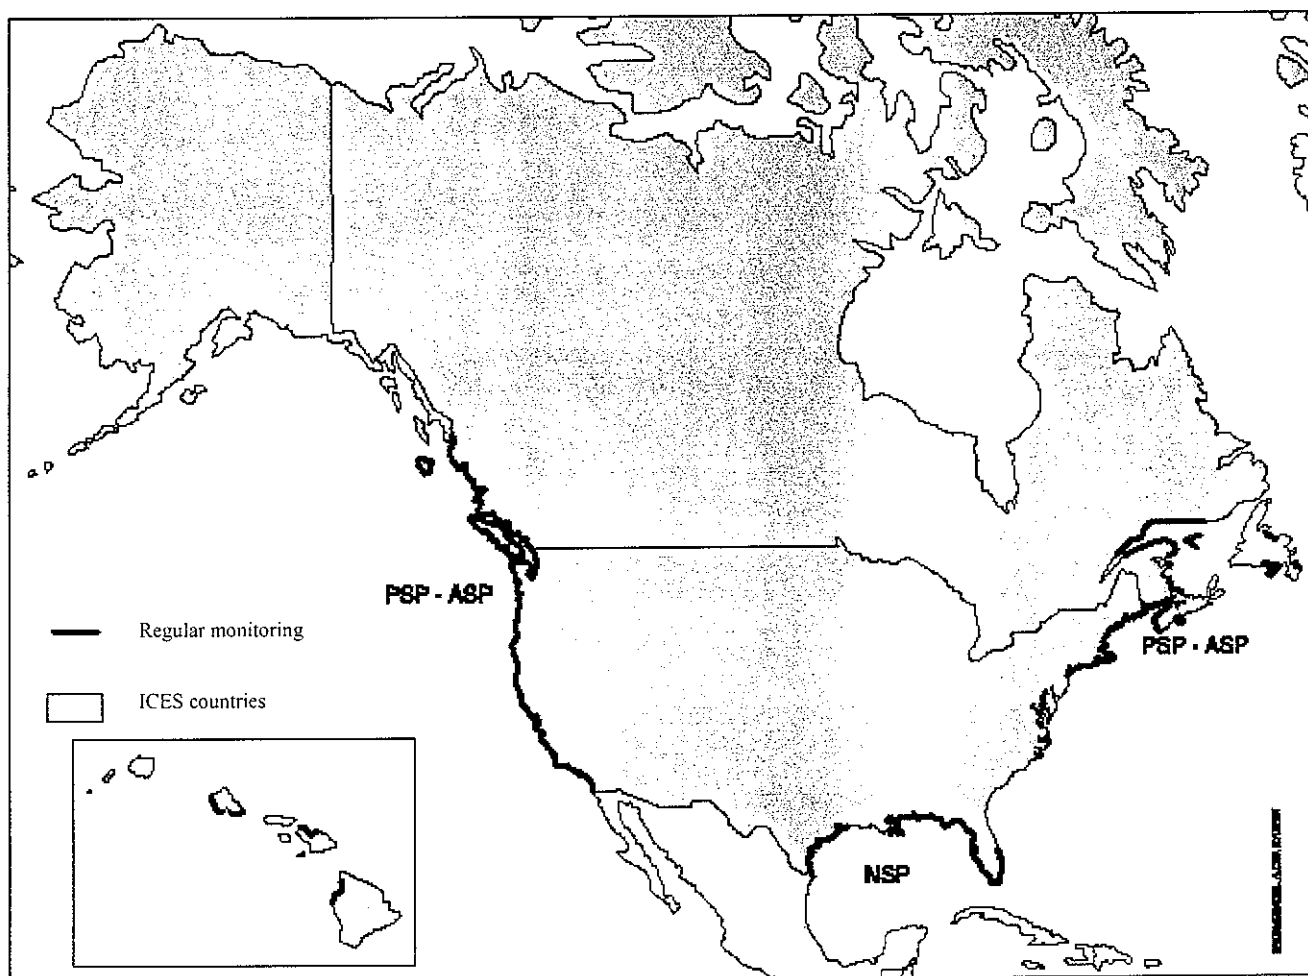 PSP - ASP
Regular monitoring
ICES countries
PSP - ASP
NSP